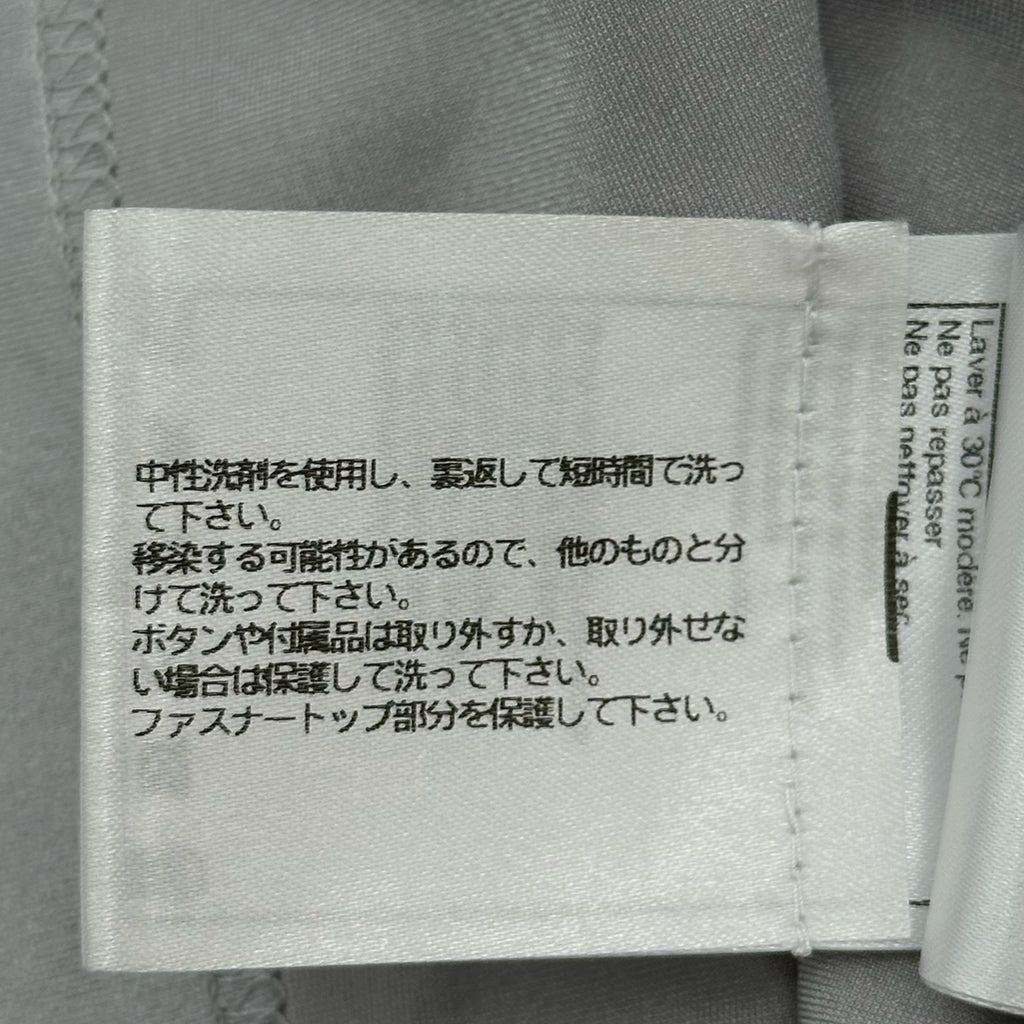 中性洗剤を使用し、裏返して短時間で洗っ
て下さい。
移染する可能性があるので、他のものと分
けて洗って下さい。
ボタンや付属品は取り外すか、取り外せな
い場合は保護して洗って下さい。
ファスナートップ部分を保護して下さい。
Laver à 30°C modéré.
Ne pas repasser
Ne pas nettoyer à sec